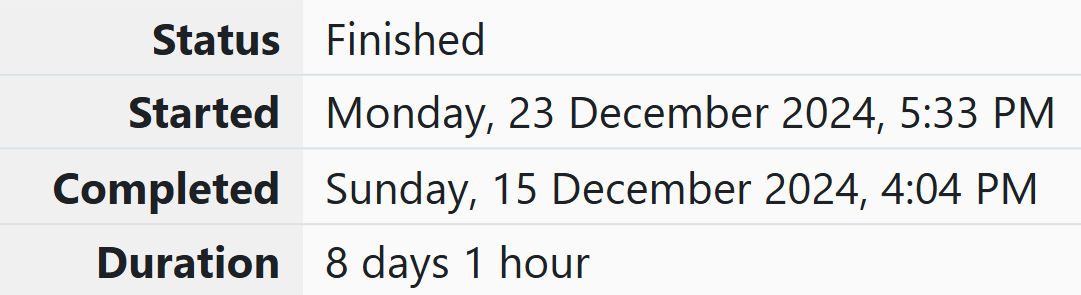 Status Finished
Started Monday, 23 December 2024, 5:33 PM
Completed Sunday, 15 December 2024, 4:04 PM
Duration 8 days 1 hour